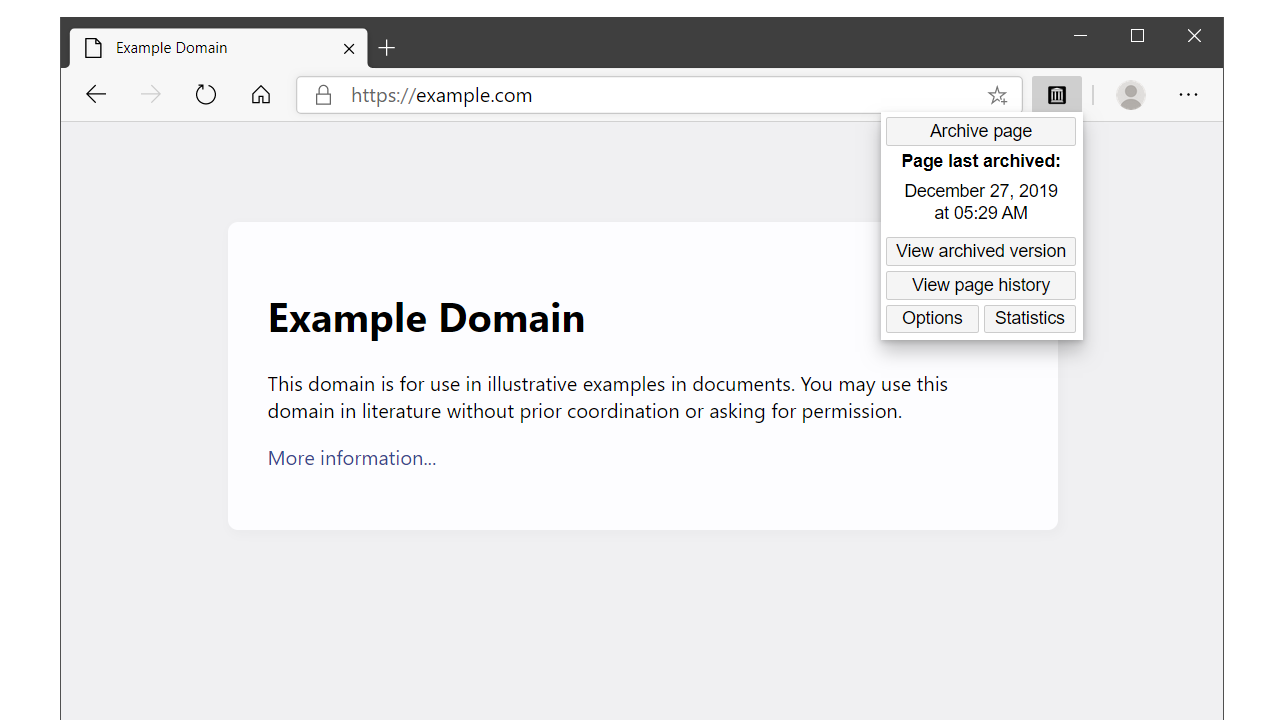 Example Domain
https://example.com
Archive page
Page last archived:
December 27, 2019
at 05:29 AM
View archived version
View page history
Options Statistics
Example Domain
This domain is for use in illustrative examples in documents. You may use this
domain in literature without prior coordination or asking for permission.
More information...